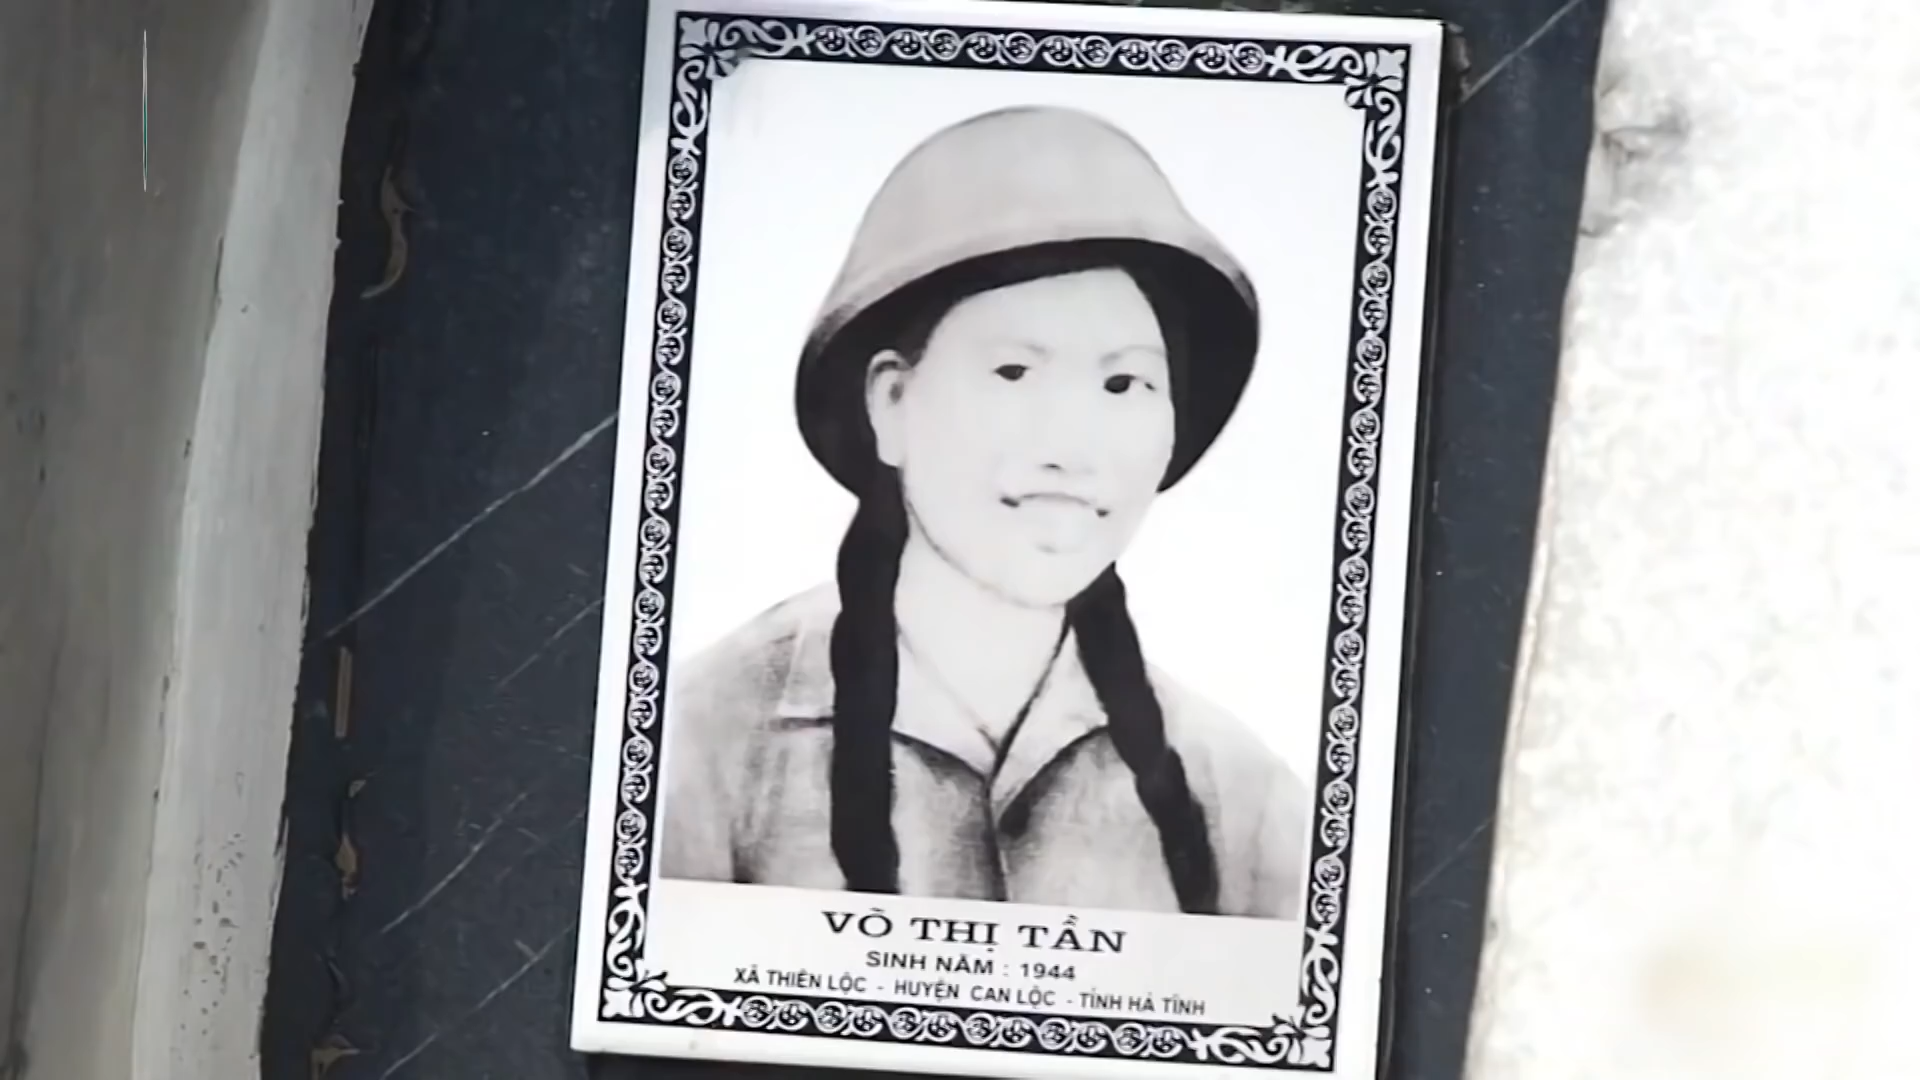 VÕ THỊ TẦN
SINH NĂM : 1944
XÃ THIÊN LỘC - HUYỆN CAN LỘC - TỈNH HÀ TĨNH